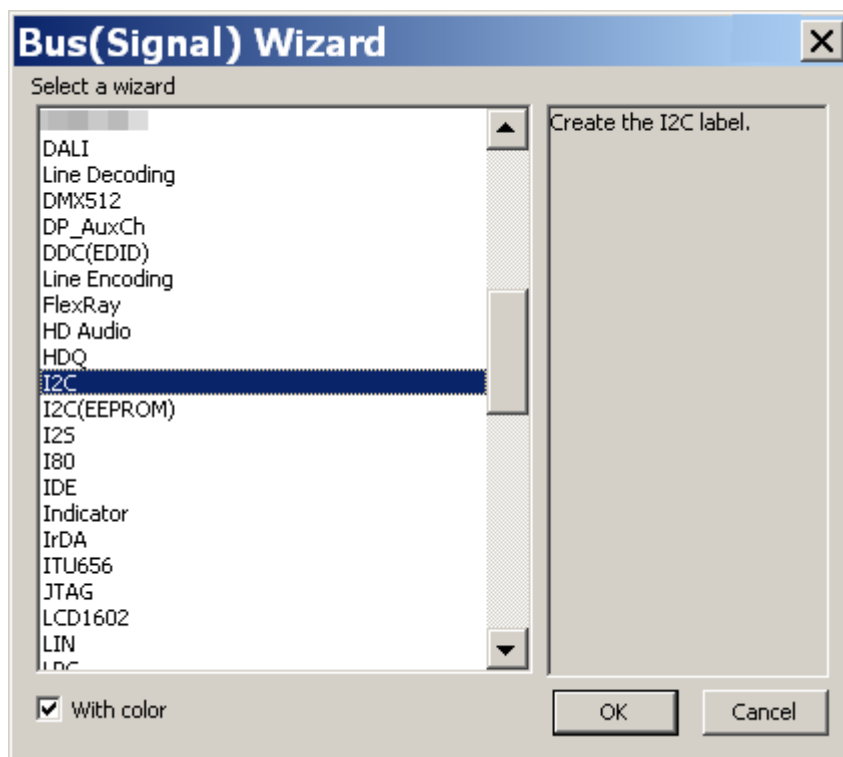 Bus(Signal) Wizard
Select a wizard
DALI
Line Decoding
DMX512
DP_AuxCh
DDC(EDID)
Line Encoding
FlexRay
HD Audio
HDQ
I2C
I2C(EEPROM)
I2S
I80
IDE
Indicator
IrDA
ITU656
JTAG
LCD1602
LIN
Create the I2C label.
With color
OK
Cancel